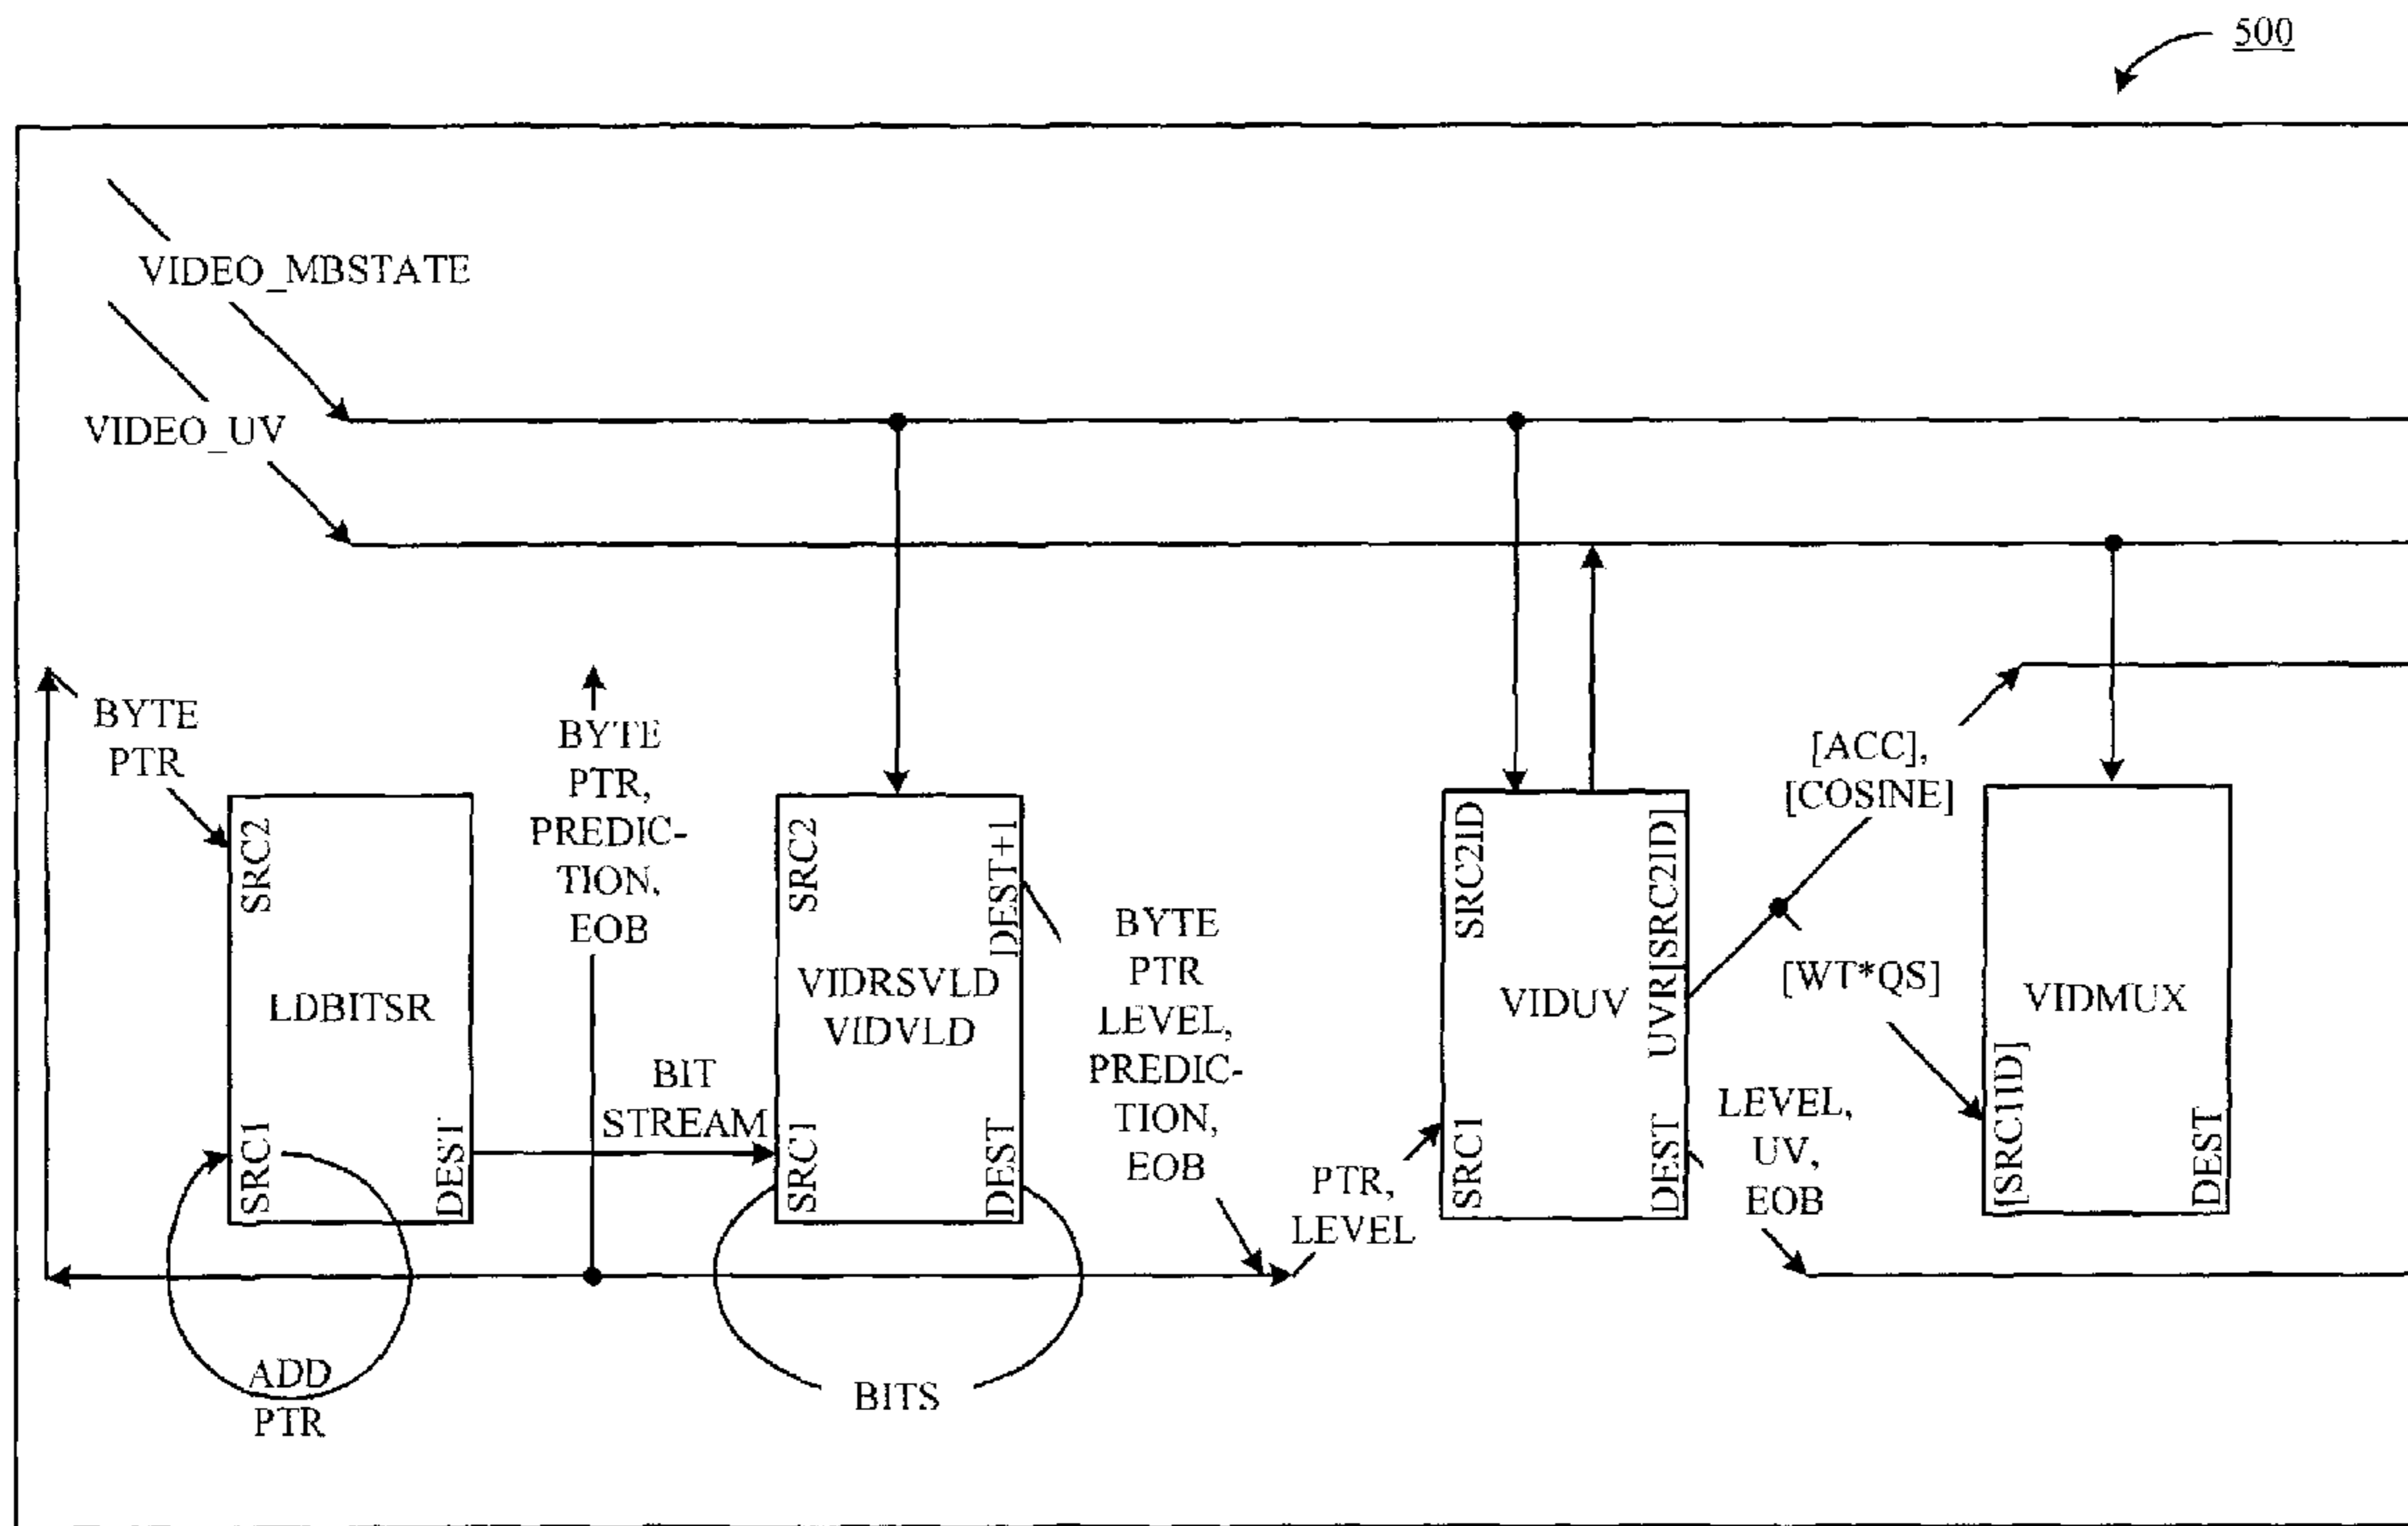 500
VIDEO_MBSTATE
VIDEO_UV
BYTE
PTR
SRC2
LDBITSR
SRC1
DEST
ADD
PTR
BYTE
PTR,
PREDIC-
TION,
EOB
BIT
STREAM
SRC2
DEST+1
VIDRSVLD
VIDVLD
SRC1
DEST
BITS
BYTE
PTR
LEVEL,
PREDIC-
TION,
EOB
PTR,
LEVEL
SRC2ID
UVR[SRC2ID]
VIDUV
SRC1
DEST
[ACC],
[COSINE]
[WT*QS]
LEVEL,
UV,
EOB
VIDMUX
[SRC1ID]
DEST